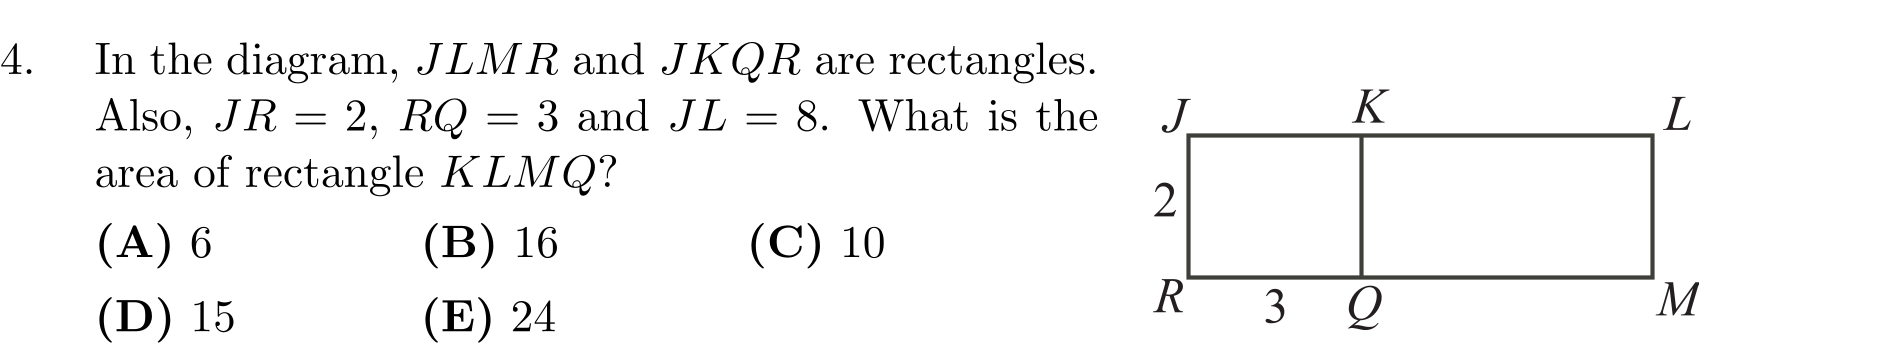 4. In the diagram, JLMR and JKQR are rectangles.
Also, JR = 2, RQ = 3 and JL = 8. What is the
area of rectangle KLMQ?
(A) 6 (B) 16 (C) 10
(D) 15 (E) 24
J K L
2
R 3 Q M